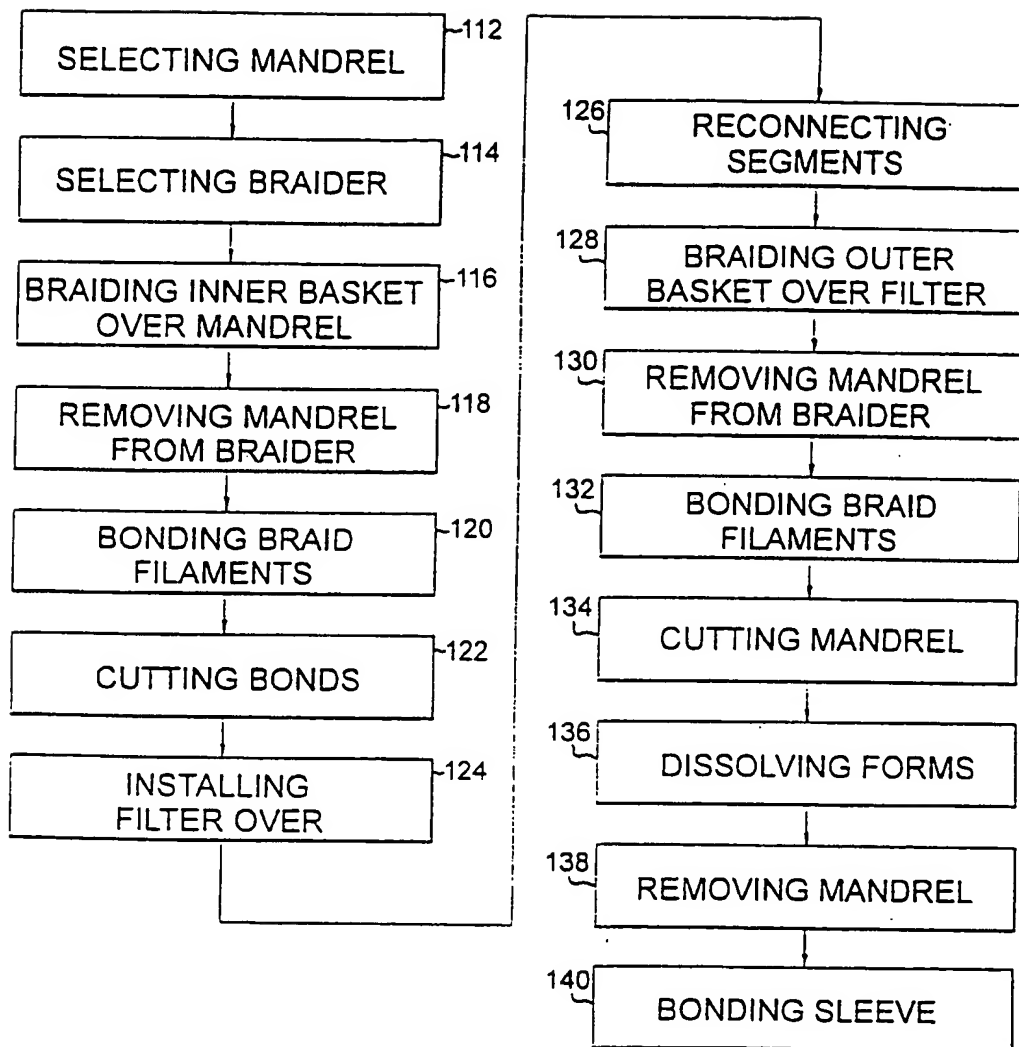 112
SELECTING MANDREL
114
SELECTING BRAIDER
116
BRAIDING INNER BASKET
OVER MANDREL
118
REMOVING MANDREL
FROM BRAIDER
120
BONDING BRAID
FILAMENTS
122
CUTTING BONDS
124
INSTALLING
FILTER OVER
126
RECONNECTING
SEGMENTS
128
BRAIDING OUTER
BASKET OVER FILTER
130
REMOVING MANDREL
FROM BRAIDER
132
BONDING BRAID
FILAMENTS
134
CUTTING MANDREL
136
DISSOLVING FORMS
138
REMOVING MANDREL
140
BONDING SLEEVE